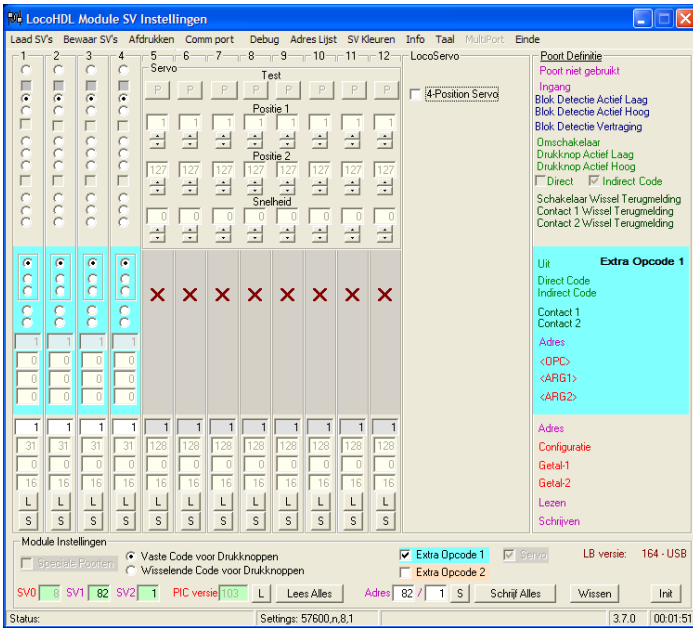 LocoHDL Module SV Instellingen
Laad SV's Bewaar SV's Afdrukken Comm port Debug Adres Lijst SV Kleuren Info Taal MultiPort Einde
1 2 3 4 5 6 7 8 9 10 11 12 LocoServo Poort Definitie
Servo
Test
P P P P P P P P
Positie 1
1 1 1 1 1 1 1 1
Positie 2
127 127 127 127 127 127 127 127
Snelheid
0 0 0 0 0 0 0 0
4-Position Servo
Poort niet gebruikt
Ingang
Blok Detectie Actief Laag
Blok Detectie Actief Hoog
Blok Detectie Vertraging
Omschakelaar
Drukknop Actief Laag
Drukknop Actief Hoog
Direct Indirect Code
Schakelaar Wissel Terugmelding
Contact 1 Wissel Terugmelding
Contact 2 Wissel Terugmelding
Uit Extra Opcode 1
Direct Code
Indirect Code
Contact 1
Contact 2
1 1 1 1 Adres
0 0 0 0 <OPC>
0 0 0 0 <ARG1>
0 0 0 0 <ARG2>
1 1 1 1 1 1 1 1 1 1 1 1 Adres
31 31 31 31 128 128 128 128 128 128 128 128 Configuratie
0 0 0 0 0 0 0 0 0 0 0 0 Getal-1
16 16 16 16 16 16 16 16 16 16 16 16 Getal-2
L L L L L L L L L L L L Lezen
S S S S S S S S S S S S Schrijven
Module Instellingen
Speciale Poorten
Vaste Code voor Drukknoppen
Wisselende Code voor Drukknoppen
Extra Opcode 1 Servo LB versie: 164 - USB
Extra Opcode 2
SV0 8 SV1 82 SV2 1 PIC versie 103 L Lees Alles Adres 82 / 1 S Schrijf Alles Wissen Init
Status: Settings: 57600,n,8,1 3.7.0 00:01:51